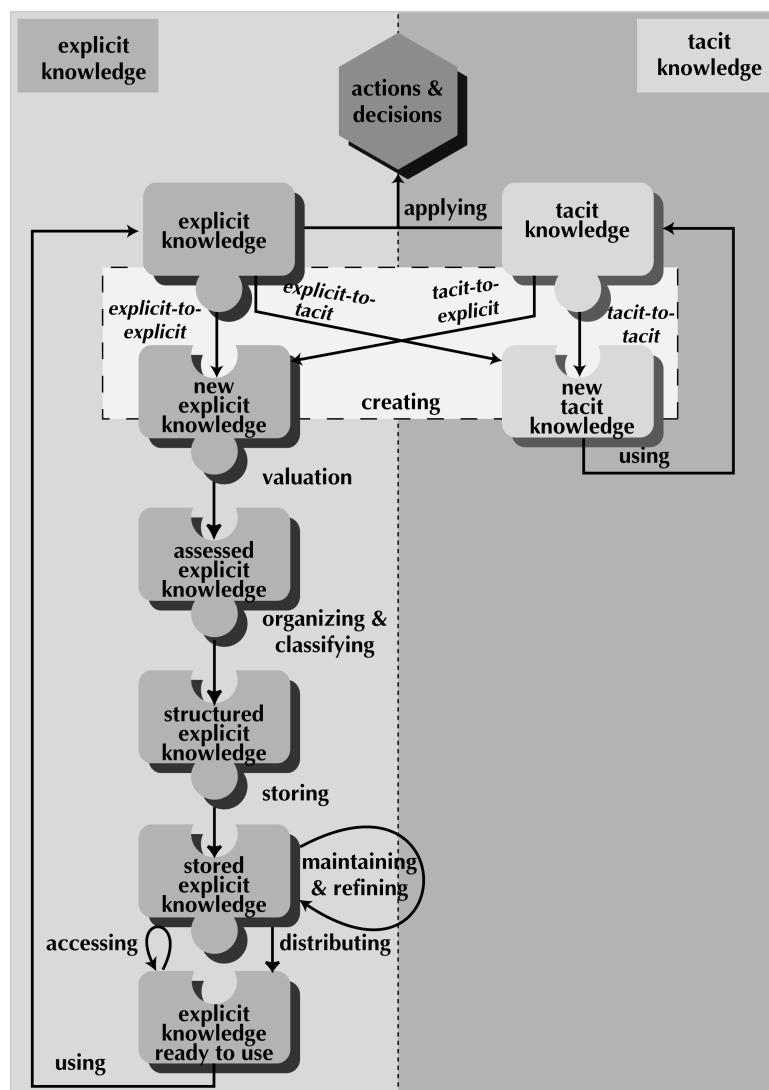 explicit
knowledge
tacit
knowledge
actions &
decisions
explicit
knowledge
applying
tacit
knowledge
explicit-to-
explicit
explicit-to-
tacit
tacit-to-
explicit
tacit-to-
tacit
new
explicit
knowledge
creating
new
tacit
knowledge
using
valuation
assessed
explicit
knowledge
organizing &
classifying
structured
explicit
knowledge
storing
stored
explicit
knowledge
maintaining
& refining
accessing
distributing
explicit
knowledge
ready to use
using